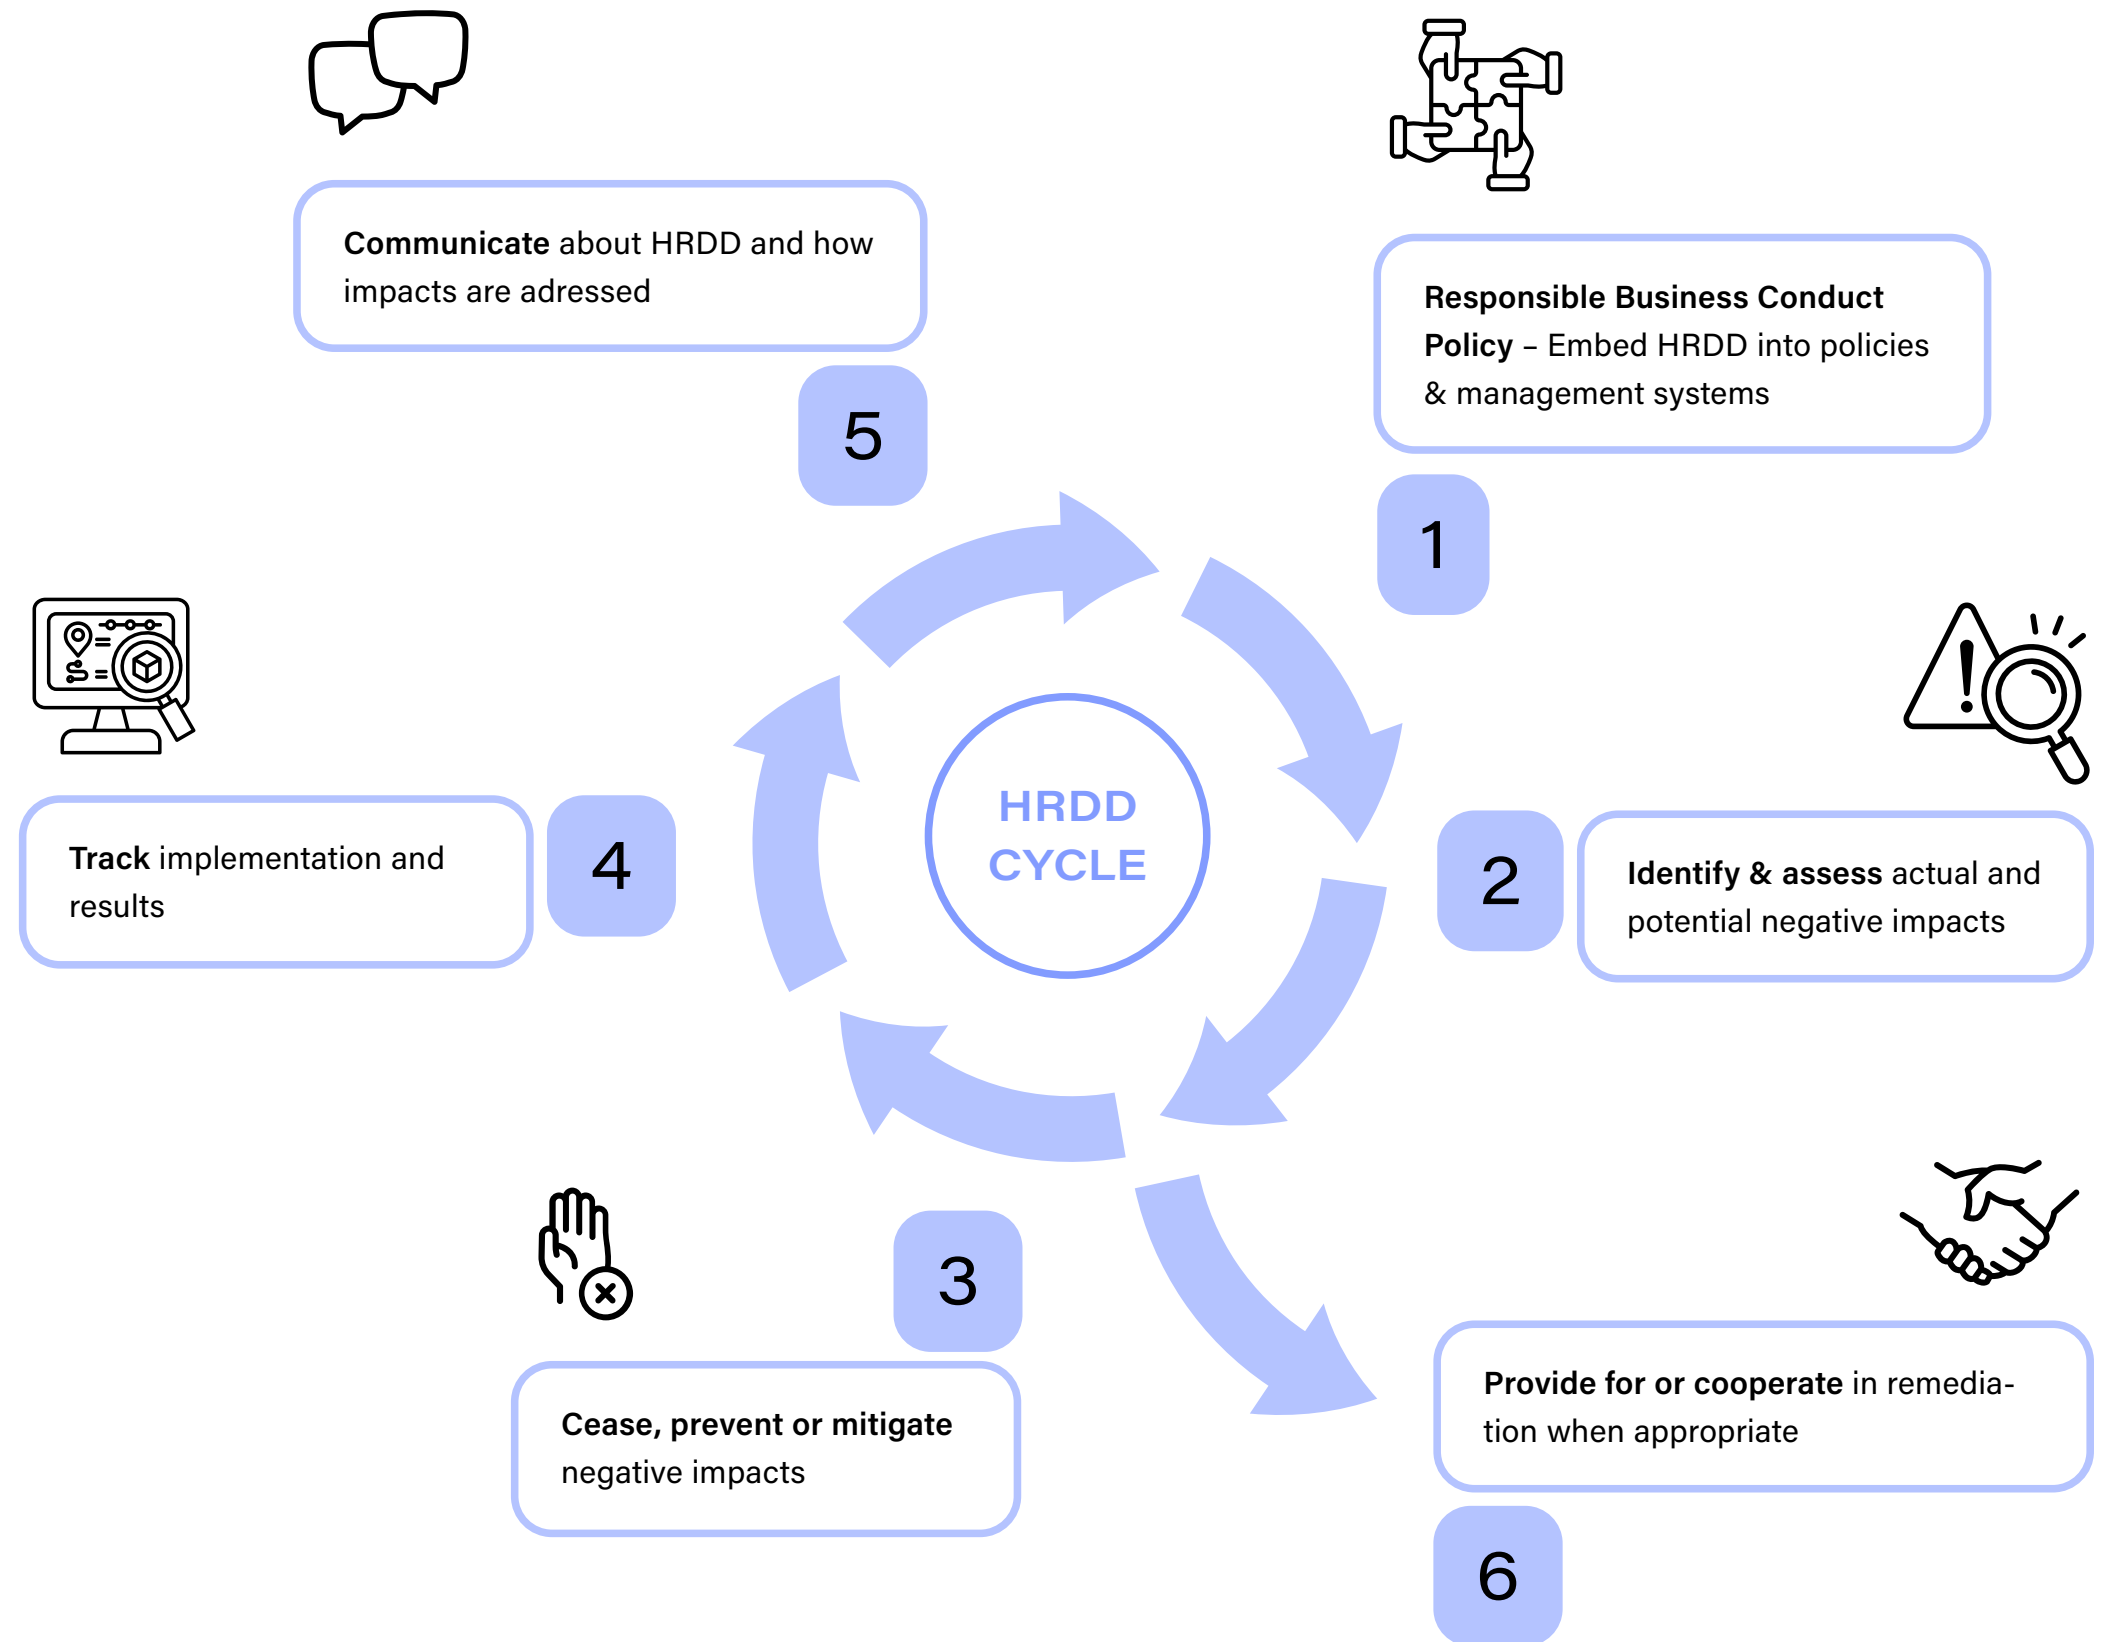 Communicate about HRDD and how
impacts are adressed
5
Responsible Business Conduct
Policy – Embed HRDD into policies
& management systems
1
HRDD
CYCLE
Track implementation and
results
4
2
Identify & assess actual and
potential negative impacts
3
Cease, prevent or mitigate
negative impacts
Provide for or cooperate in remedia-
tion when appropriate
6